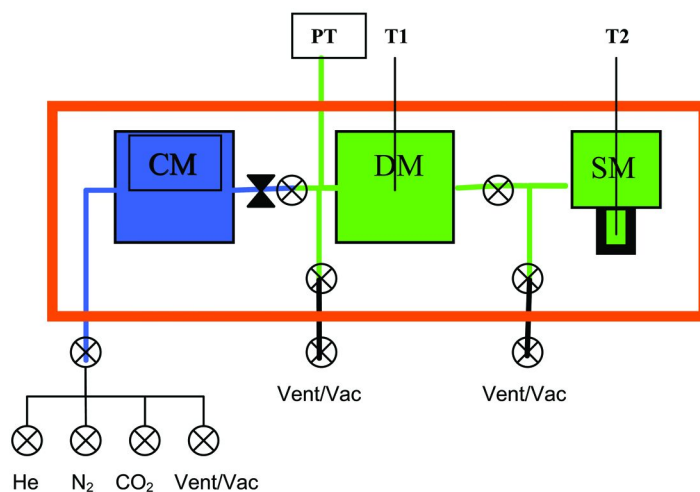 PT T1 T2
CM DM SM
Vent/Vac Vent/Vac
He N₂ CO₂ Vent/Vac